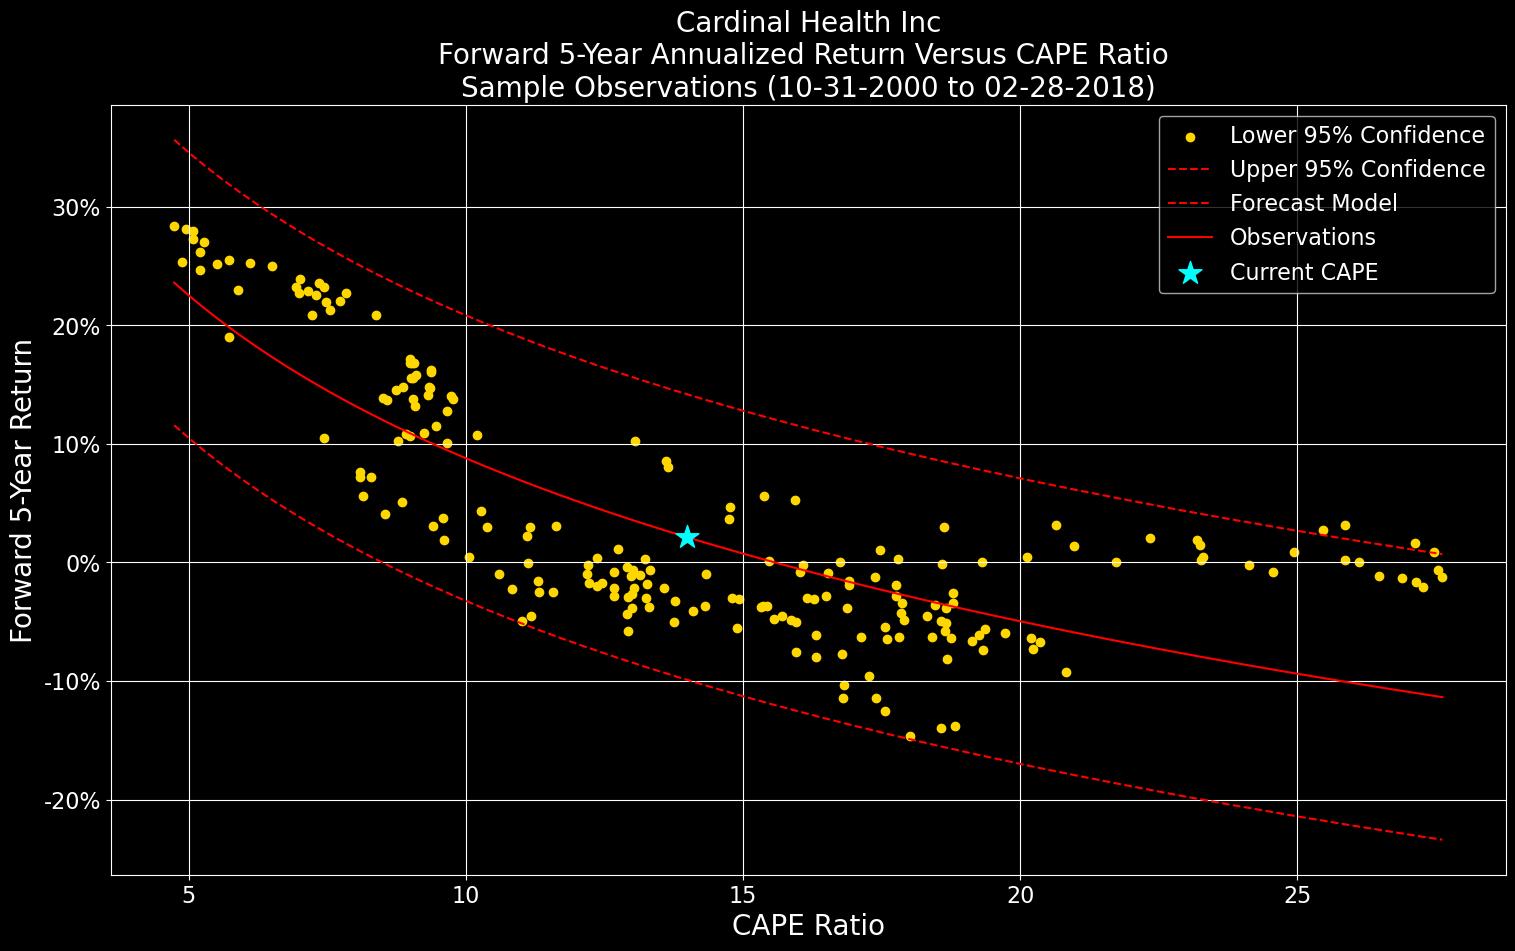 Cardinal Health Inc
Forward 5-Year Annualized Return Versus CAPE Ratio
Sample Observations (10-31-2000 to 02-28-2018)
Lower 95% Confidence
Upper 95% Confidence
Forecast Model
Observations
Current CAPE
Forward 5-Year Return
30%
20%
10%
0%
-10%
-20%
5 10 15 20 25
CAPE Ratio